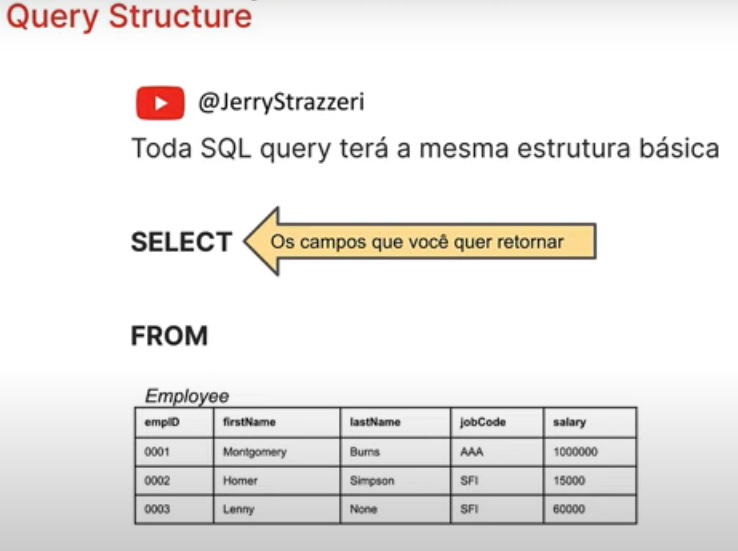 Query Structure
@JerryStrazzeri
Toda SQL query terá a mesma estrutura básica
SELECT Os campos que você quer retornar
FROM
Employee
empID firstName lastName jobCode salary
0001 Montgomery Burns AAA 1000000
0002 Homer Simpson SFI 15000
0003 Lenny None SFI 60000